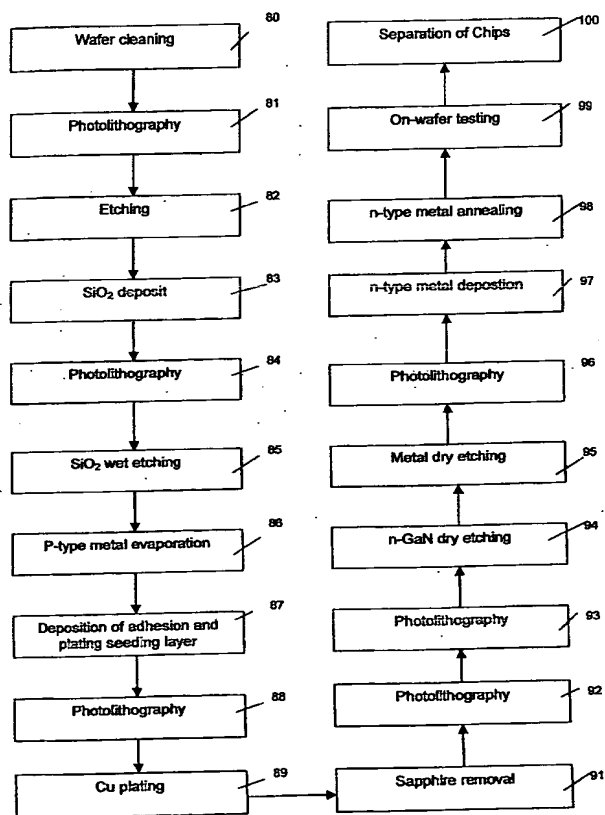 Wafer cleaning
80
Photolithography
81
Etching
82
SiO₂ deposit
83
Photolithography
84
SiO₂ wet etching
85
P-type metal evaporation
86
Deposition of adhesion and
plating seeding layer
87
Photolithography
88
Cu plating
89
Sapphire removal
91
Photolithography
92
Photolithography
93
n-GaN dry etching
94
Metal dry etching
95
Photolithography
96
n-type metal depostion
97
n-type metal annealing
98
On-wafer testing
99
Separation of Chips
100